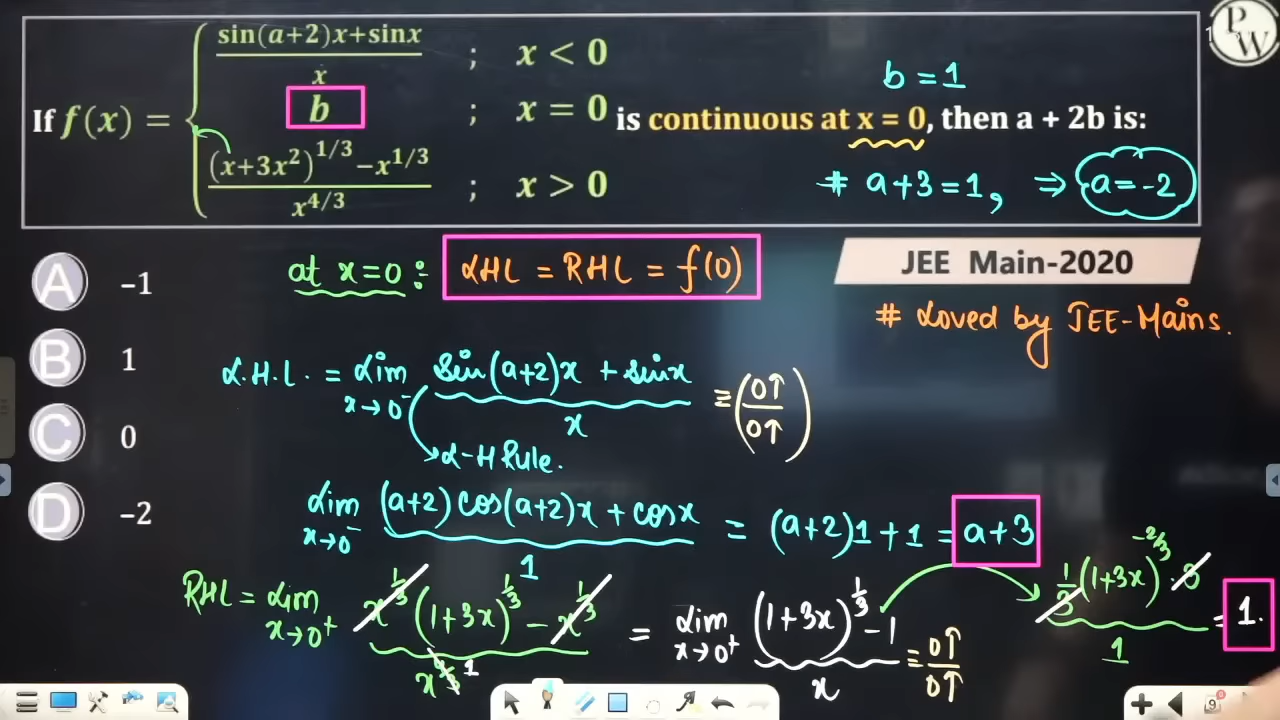 If f(x) = { sin(a+2)x+sinx / x ; x < 0
b ; x = 0
(x+3x²)^1/3 −x^1/3 / x^4/3 ; x > 0
is continuous at x = 0, then a + 2b is:
b = 1
# a+3 = 1, ⇒ a = -2
PW
A -1
B 1
C 0
D -2
at x=0 : LHL = RHL = f(0)
JEE Main-2020
# Loved by JEE-Mains.
L.H.L. = Lim x→0⁻ sin(a+2)x + sinx / x ≡ (0↑/0↑)
L-H Rule.
Lim x→0⁻ (a+2)cos(a+2)x + cosx / 1 = (a+2)1 + 1 = a+3
RHL = Lim x→0⁺ x^1/3 (1+3x)^1/3 − x^1/3 / x^4/3 1 = Lim x→0⁺ (1+3x)^1/3 − 1 / x ≡ 0↑/0↑
1/3 (1+3x)^-2/3 · 3 / 1 = 1.